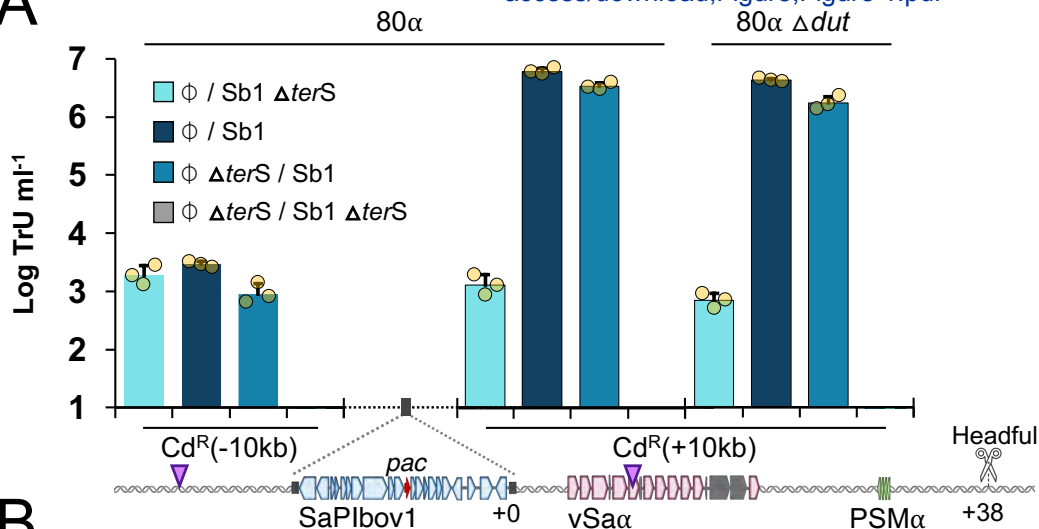 A
80α
80α △dut
7
6
5
4
3
2
1
Log TrU ml-1
Φ / Sb1 ΔterS
Φ / Sb1
Φ ΔterS / Sb1
Φ ΔterS / Sb1 ΔterS
CdR(-10kb)
CdR(+10kb)
Headful
pac
SaPIbov1
+0
vSaα
PSMα
+38
B